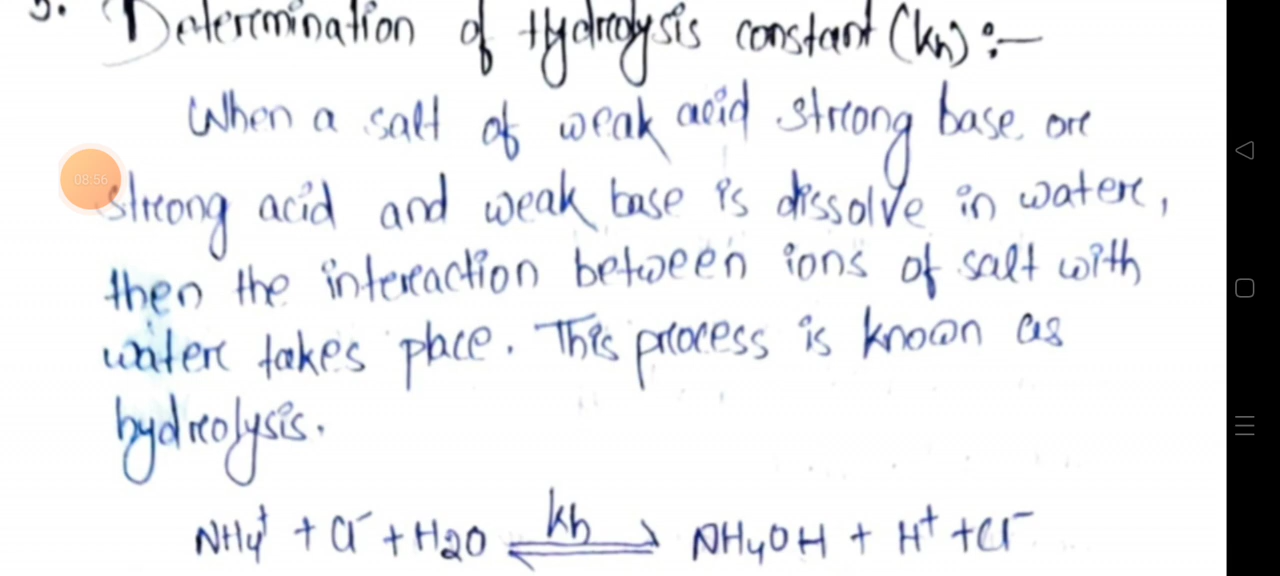 5. Determination of Hydrolysis constant (kh) :—
When a salt of weak acid strong base or
08:56
strong acid and weak base is dissolve in water,
then the interaction between ions of salt with
water takes place. This process is known as
hydrolysis.
NH4+ + Cl- + H2O ⇌ kh NH4OH + H+ + Cl-